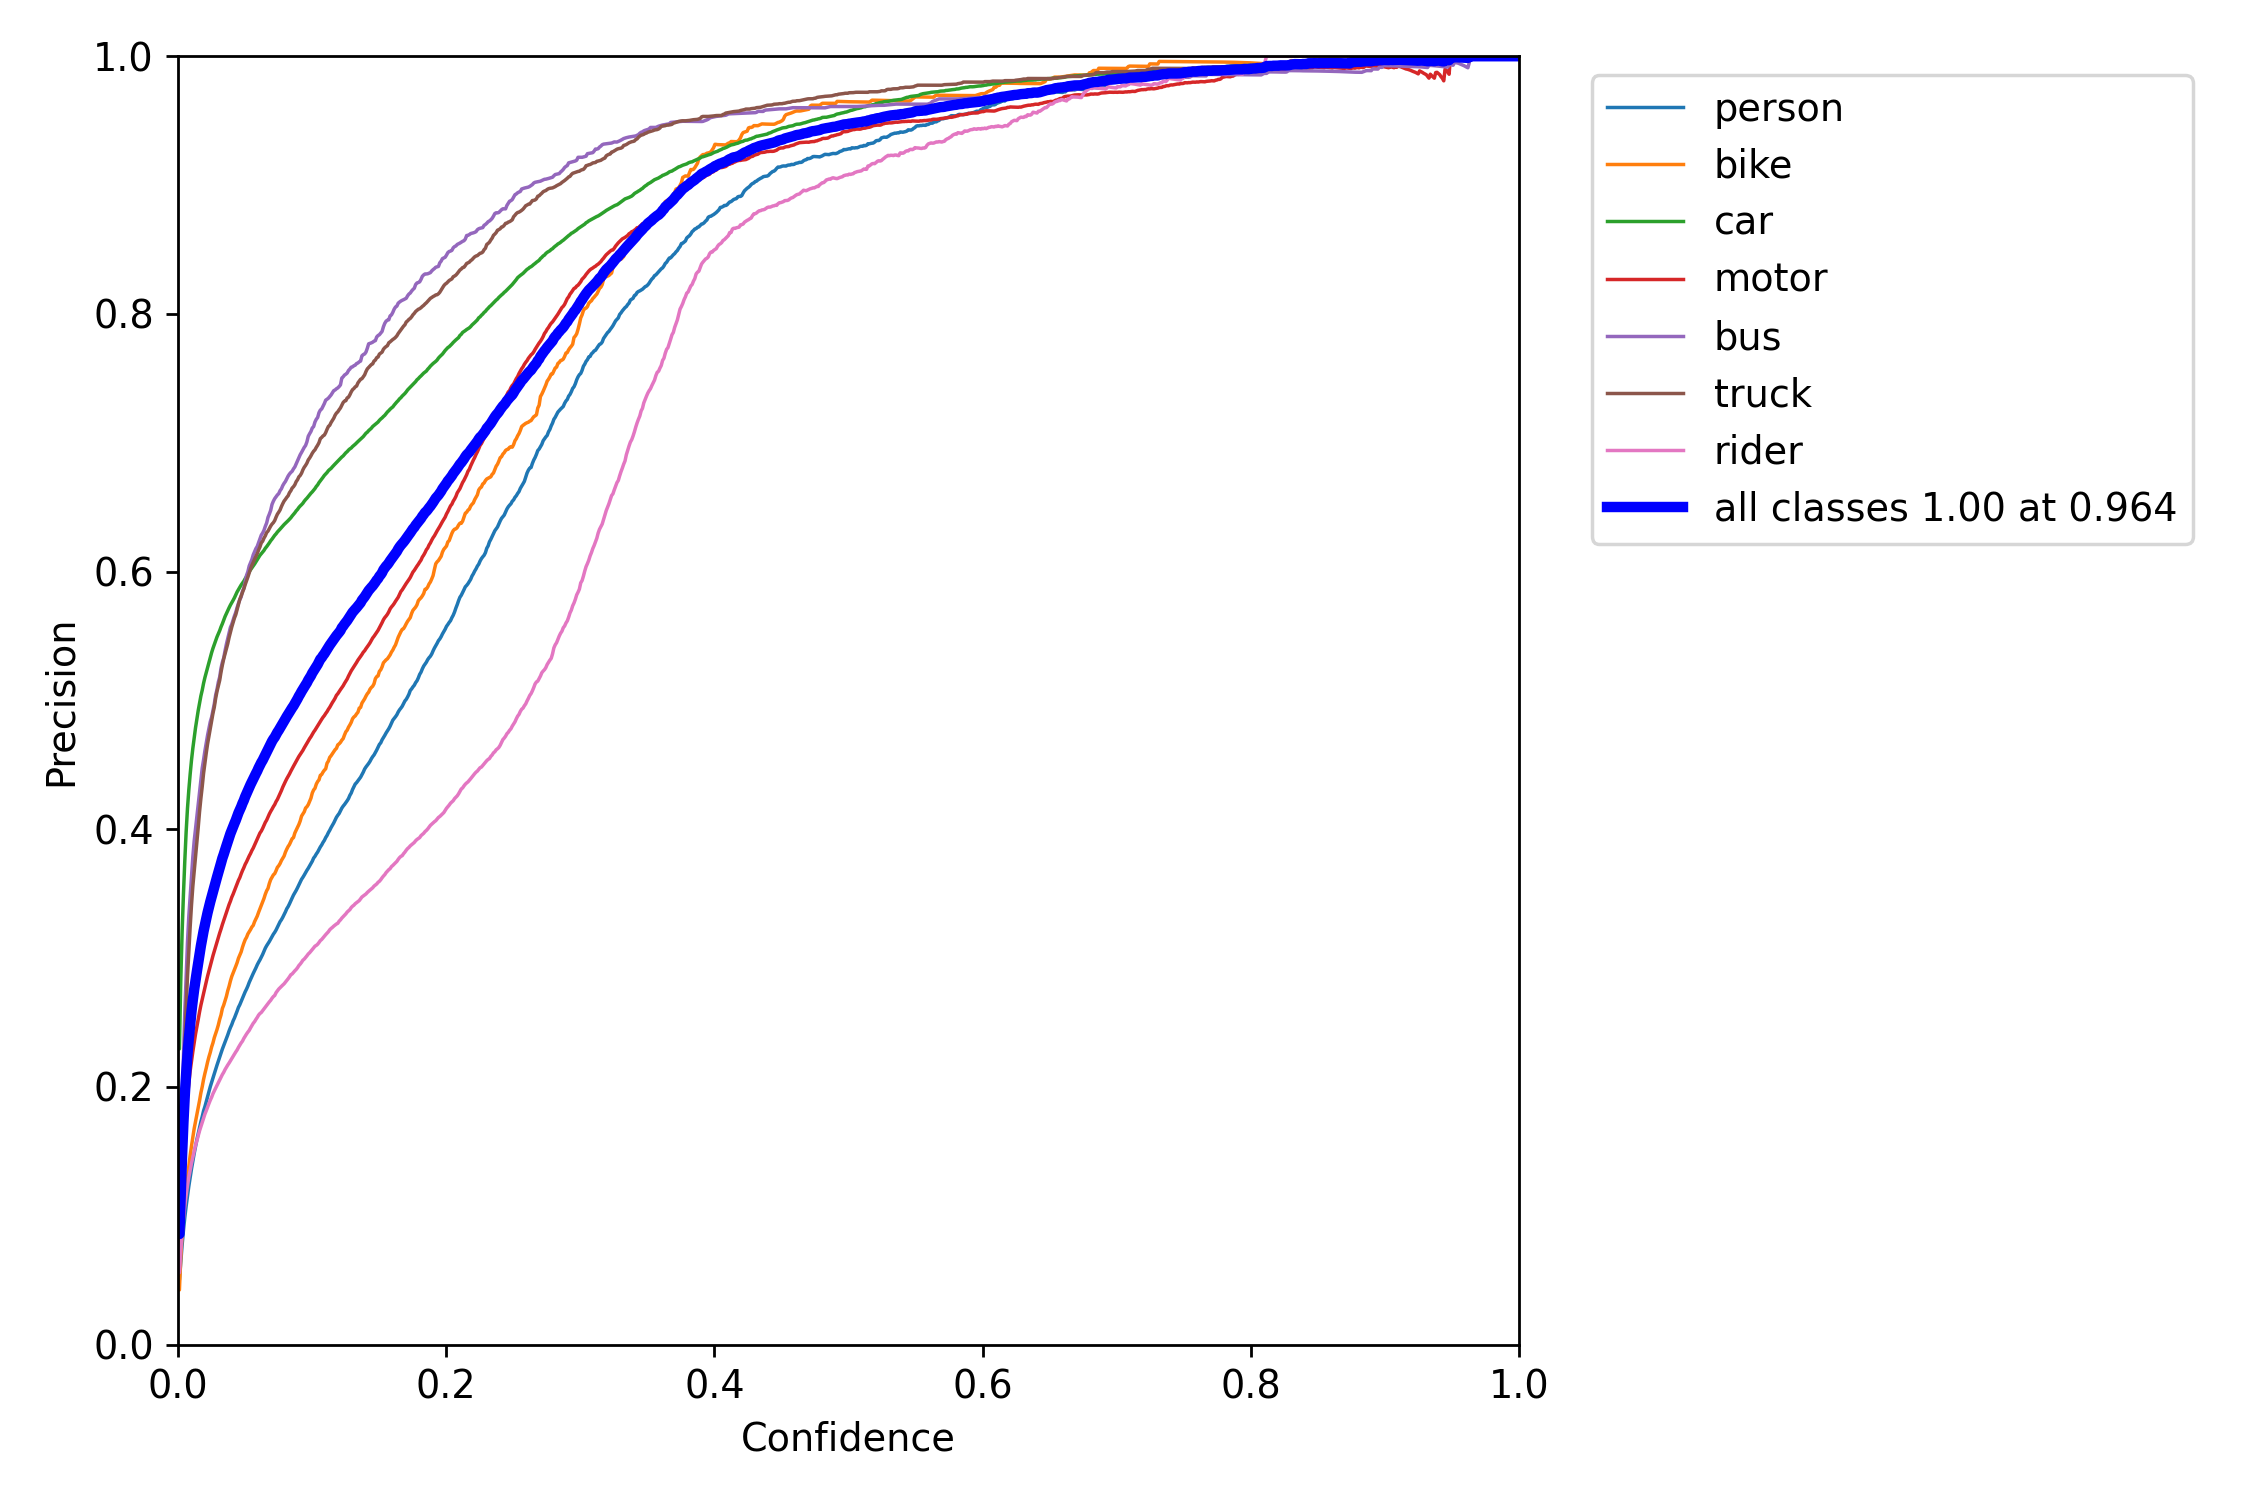 1.0
0.8
0.6
0.4
0.2
0.0
Precision
0.0 0.2 0.4 0.6 0.8 1.0
Confidence
person
bike
car
motor
bus
truck
rider
all classes 1.00 at 0.964